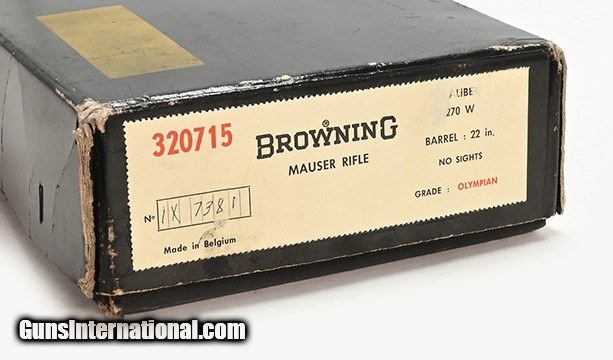 320715
BROWNING
MAUSER RIFLE
ALIBE
270 W
BARREL : 22 in.
NO SIGHTS
GRADE : OLYMPIAN
No 1X 7381
Made in Belgium
GunsInternational.com